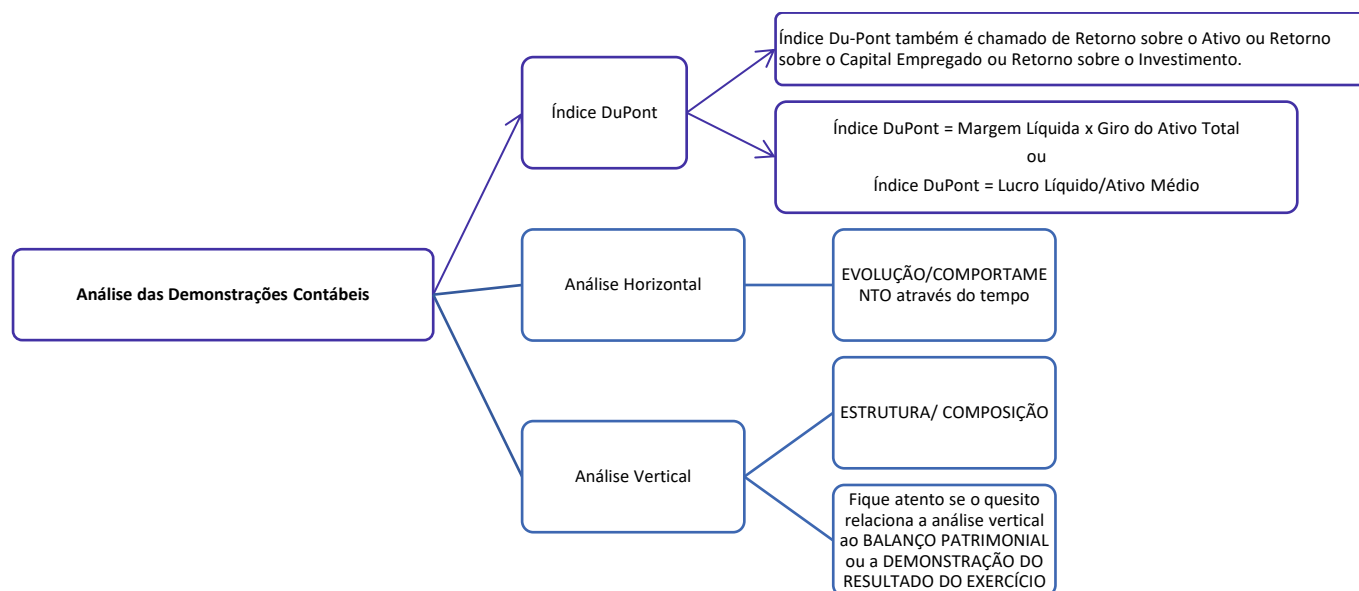 Índice Du-Pont também é chamado de Retorno sobre o Ativo ou Retorno
sobre o Capital Empregado ou Retorno sobre o Investimento.
Índice DuPont
Índice DuPont = Margem Líquida x Giro do Ativo Total
ou
Índice DuPont = Lucro Líquido/Ativo Médio
Análise das Demonstrações Contábeis
Análise Horizontal
EVOLUÇÃO/COMPORTAME
NTO através do tempo
Análise Vertical
ESTRUTURA/ COMPOSIÇÃO
Fique atento se o quesito
relaciona a análise vertical
ao BALANÇO PATRIMONIAL
ou a DEMONSTRAÇÃO DO
RESULTADO DO EXERCÍCIO